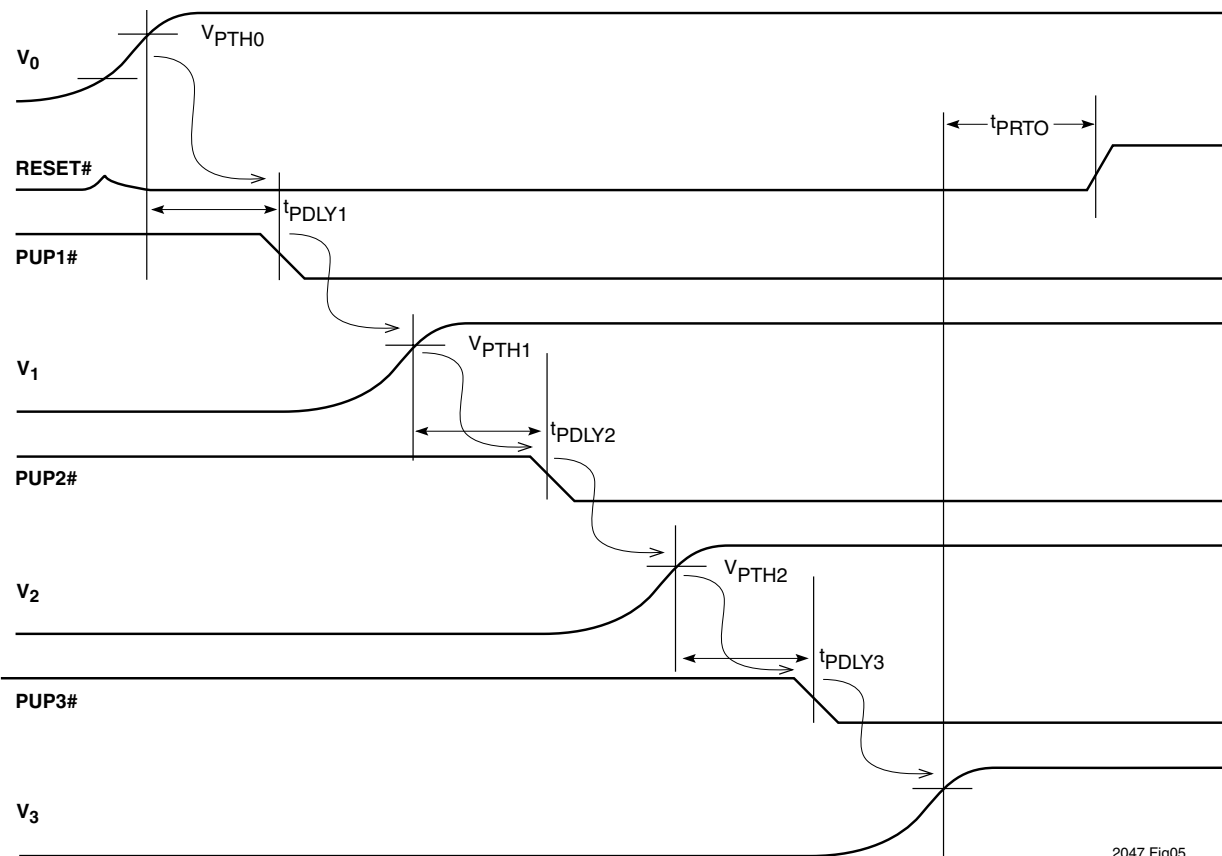 V0
VPTH0
RESET#
tPRTO
tPDLY1
PUP1#
V1
VPTH1
tPDLY2
PUP2#
V2
VPTH2
tPDLY3
PUP3#
V3
2047 Fig05